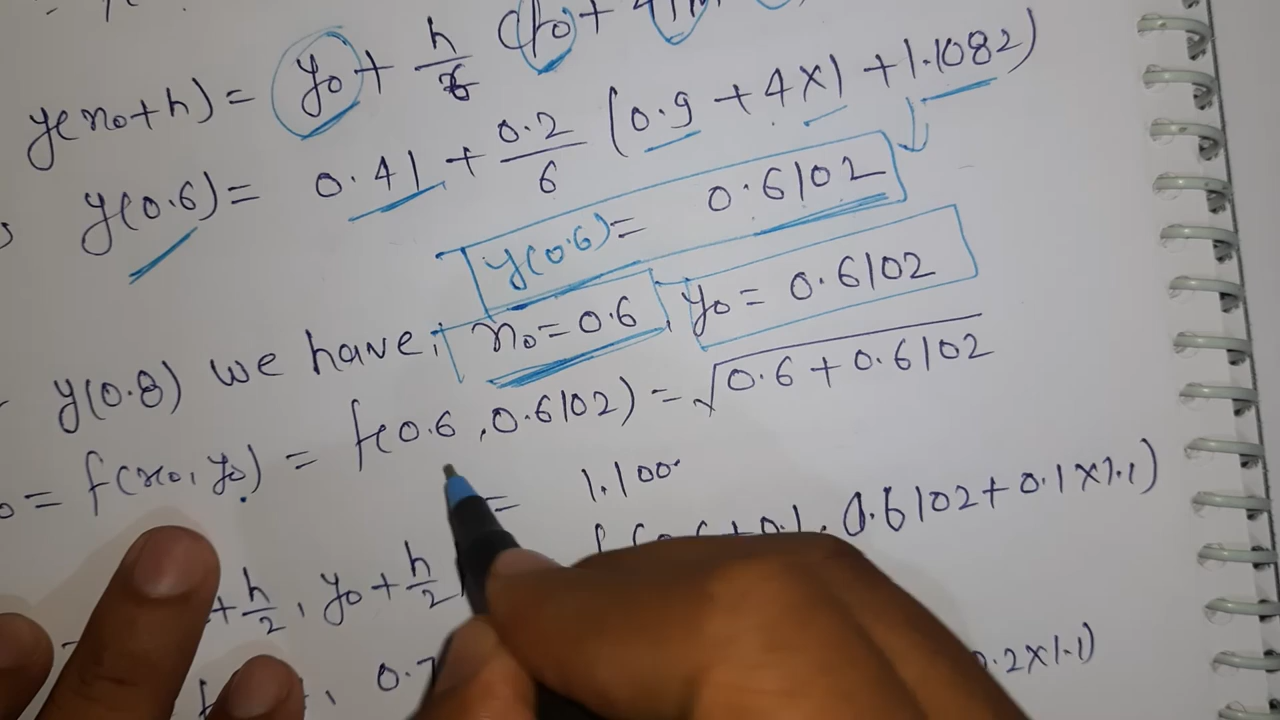 y(x₀+h) = y₀ + h/6 (f₀ + 4
y(0.6) = 0.41 + 0.2/6 (0.9 + 4×1 + 1.1082)
y(0.6) = 0.6102
y(0.8) we have, x₀ = 0.6, y₀ = 0.6102
= f(x₀, y₀) = f(0.6, 0.6102) = √0.6 + 0.6102
= 1.100
+ h/2, y₀ + h/2 0.6102 + 0.1×1.1)
0.7 0.2×1.1)